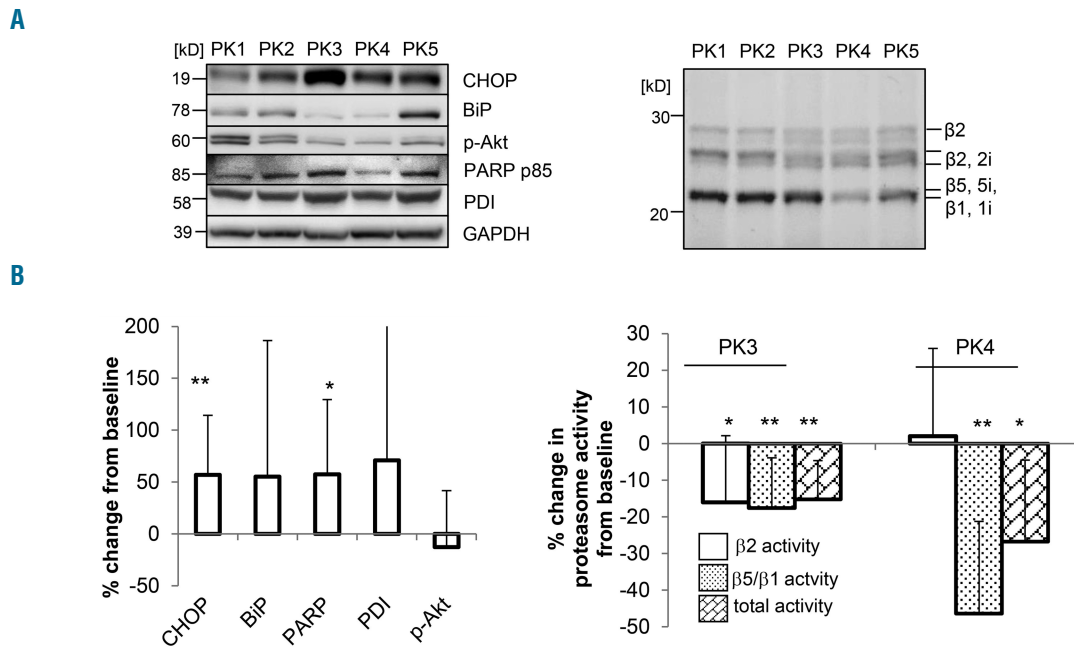 A
[kD] PK1 PK2 PK3 PK4 PK5
19 CHOP
78 BiP
60 p-Akt
85 PARP p85
58 PDI
39 GAPDH
PK1 PK2 PK3 PK4 PK5
[kD]
30
20
β2
β2, 2i
β5, 5i,
β1, 1i
B
% change from baseline
200
150
100
50
0
-50
** *
CHOP BiP PARP PDI p-Akt
% change in
proteasome activity
from baseline
30
20
10
0
-10
-20
-30
-40
-50
PK3 PK4
* ** ** ** *
β2 activity
β5/β1 activity
total activity